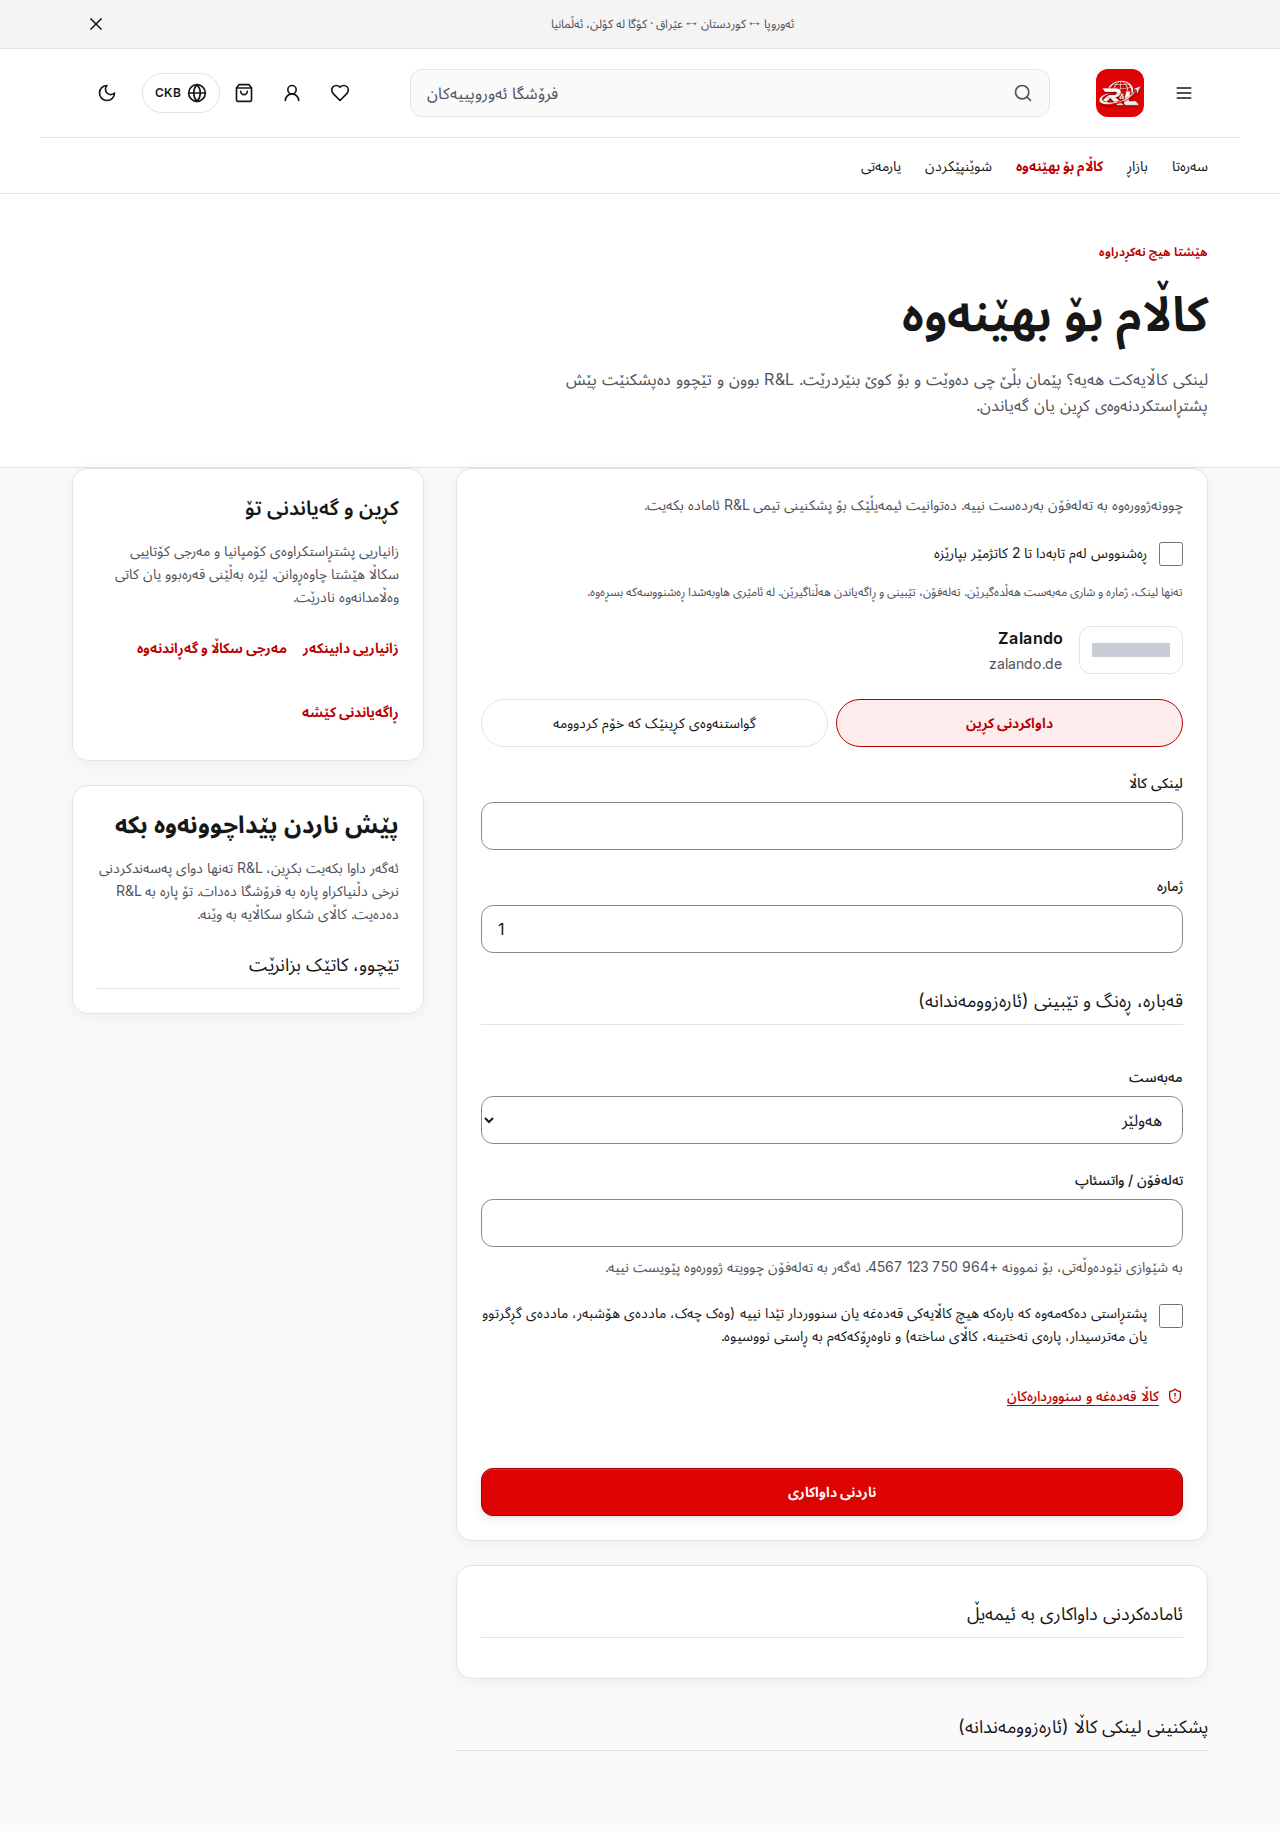 ئەوروپا ↔ کوردستان ↔ عێراق · کۆگا لە کۆلن، ئەڵمانیا
R&L
فرۆشگا ئەوروپییەکان
CKB
سەرەتا
بازاڕ
کاڵام بۆ بهێنەوە
شوێنپێکردن
یارمەتی
هێشتا هیچ نەکڕدراوە
کاڵام بۆ بهێنەوە
لینکی کاڵایەکت هەیە؟ پێمان بڵێ چی دەوێت و بۆ کوێ بنێردرێت. R&L بوون و تێچوو دەپشکنێت پێش
پشتڕاستکردنەوەی کڕین یان گەیاندن.
چوونەژوورەوە بە تەلەفۆن بەردەست نییە. دەتوانیت ئیمەیڵێک بۆ پشکنینی تیمی R&L ئامادە بکەیت.
ڕەشنووس لەم تابەدا تا 2 کاتژمێر بپارێزە
تەنها لینک، ژمارە و شاری مەبەست هەڵدەگیرێن. تەلەفۆن، تێبینی و ڕاگەیاندن هەڵناگیرێن. لە ئامێری هاوبەشدا ڕەشنووسەکە بسڕەوە.
Zalando
zalando.de
داواکردنی کڕین
گواستنەوەی کڕینێک کە خۆم کردوومە
لینکی کاڵا
ژمارە
1
قەبارە، ڕەنگ و تێبینی (ئارەزوومەندانە)
مەبەست
هەولێر
تەلەفۆن / واتسئاپ
بە شێوازی نێودەوڵەتی، بۆ نموونە +964 750 123 4567. ئەگەر بە تەلەفۆن چوویتە ژوورەوە پێویست نییە.
پشتڕاستی دەکەمەوە کە بارەکە هیچ کاڵایەکی قەدەغە یان سنووردار تێدا نییە (وەک چەک، ماددەی هۆشبەر، ماددەی گڕگرتوو
یان مەترسیدار، پارەی نەختینە، کاڵای ساختە) و ناوەڕۆکەکەم بە ڕاستی نووسیوە.
کاڵا قەدەغە و سنووردارەکان
ناردنی داواکاری
ئامادەکردنی داواکاری بە ئیمەیڵ
پشکنینی لینکی کاڵا (ئارەزوومەندانە)
کڕین و گەیاندنی تۆ
زانیاریی پشتڕاستکراوەی کۆمپانیا و مەرجی کۆتاییی
سکاڵا هێشتا چاوەڕوانن. لێرە بەڵێنی قەرەبوو یان کاتی
وەڵامدانەوە نادرێت.
زانیاریی دابینکەر
مەرجی سکاڵا و گەڕاندنەوە
ڕاگەیاندنی کێشە
پێش ناردن پێداچوونەوە بکە
ئەگەر داوا بکەیت بکڕین، R&L تەنها دوای پەسەندکردنی
نرخی دڵنیاکراو پارە بە فرۆشگا دەدات. تۆ پارە بە R&L
دەدەیت. کاڵای شکاو سکاڵایە بە وێنە.
تێچوو، کاتێک بزانرێت